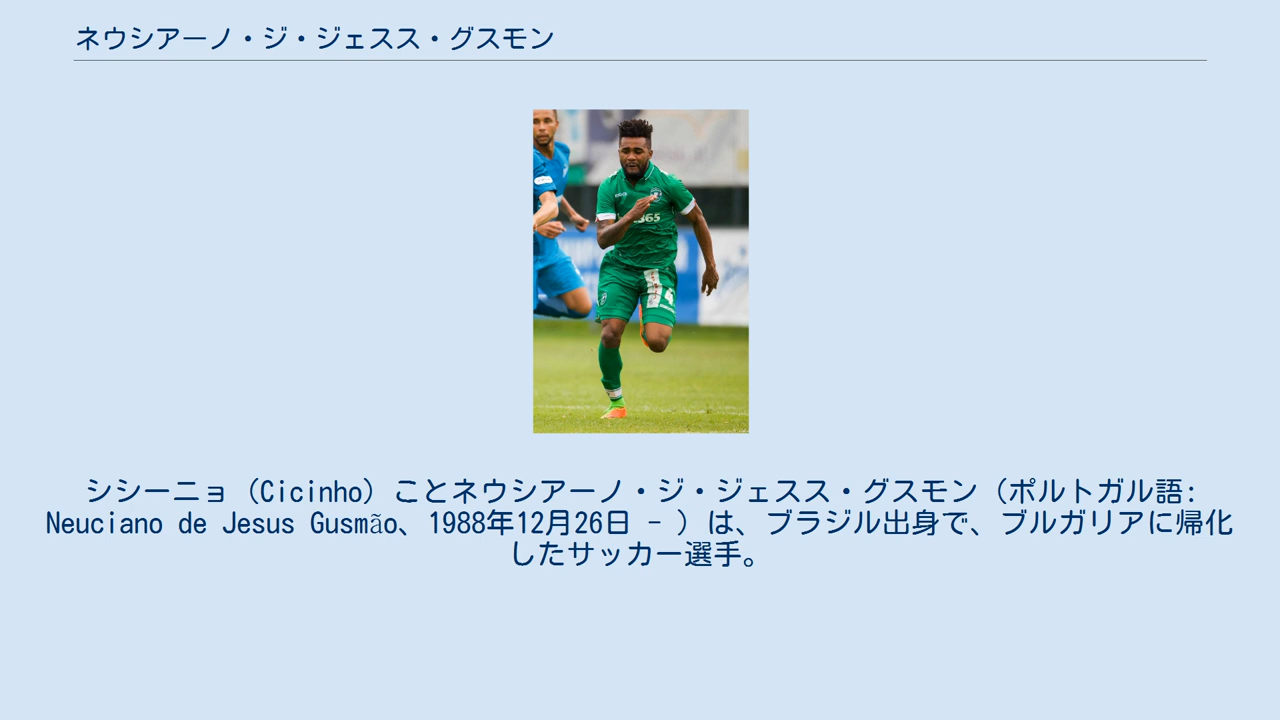 ネウシアーノ・ジ・ジェスス・グスモン
365
4
シシーニョ（Cicinho）ことネウシアーノ・ジ・ジェスス・グスモン（ポルトガル語:
Neuciano de Jesus Gusmão、1988年12月26日 - ）は、ブラジル出身で、ブルガリアに帰化
したサッカー選手。